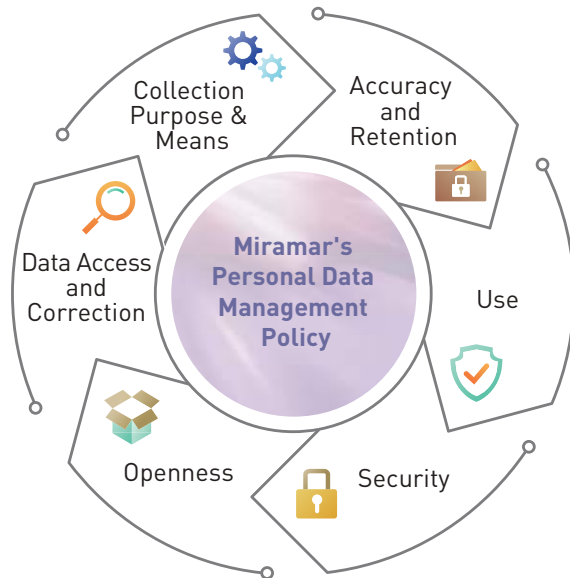 Collection
Purpose &
Means
Accuracy
and
Retention
Use
Security
Openness
Data Access
and
Correction
Miramar's
Personal Data
Management
Policy